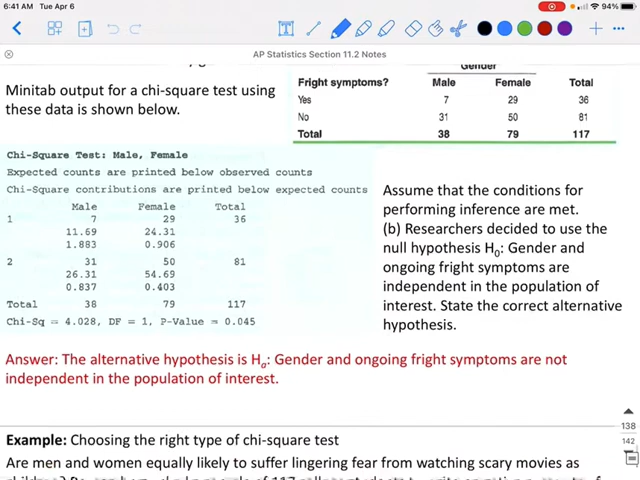 6:41 AM Tue Apr 6
94%
AP Statistics Section 11.2 Notes
Minitab output for a chi-square test using
these data is shown below.
Gender
Fright symptoms? Male Female Total
Yes 7 29 36
No 31 50 81
Total 38 79 117
Chi-Square Test: Male, Female
Expected counts are printed below observed counts
Chi-Square contributions are printed below expected counts
Male Female Total
1 7 29 36
11.69 24.31
1.883 0.906
2 31 50 81
26.31 54.69
0.837 0.403
Total 38 79 117
Chi-Sq = 4.028, DF = 1, P-Value = 0.045
Assume that the conditions for
performing inference are met.
(b) Researchers decided to use the
null hypothesis H0: Gender and
ongoing fright symptoms are
independent in the population of
interest. State the correct alternative
hypothesis.
Answer: The alternative hypothesis is Ha: Gender and ongoing fright symptoms are not
independent in the population of interest.
138
142
Example: Choosing the right type of chi-square test
Are men and women equally likely to suffer lingering fear from watching scary movies as